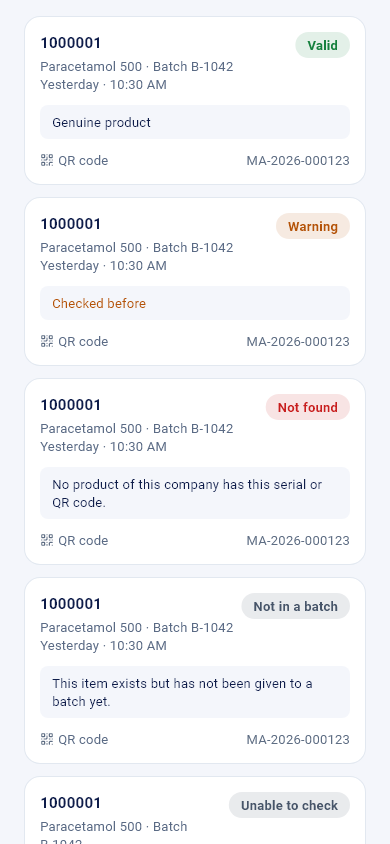 1000001
Valid
Paracetamol 500 · Batch B-1042
Yesterday · 10:30 AM
Genuine product
QR code
MA-2026-000123
1000001
Warning
Paracetamol 500 · Batch B-1042
Yesterday · 10:30 AM
Checked before
QR code
MA-2026-000123
1000001
Not found
Paracetamol 500 · Batch B-1042
Yesterday · 10:30 AM
No product of this company has this serial or
QR code.
QR code
MA-2026-000123
1000001
Not in a batch
Paracetamol 500 · Batch B-1042
Yesterday · 10:30 AM
This item exists but has not been given to a
batch yet.
QR code
MA-2026-000123
1000001
Unable to check
Paracetamol 500 · Batch
B-1042